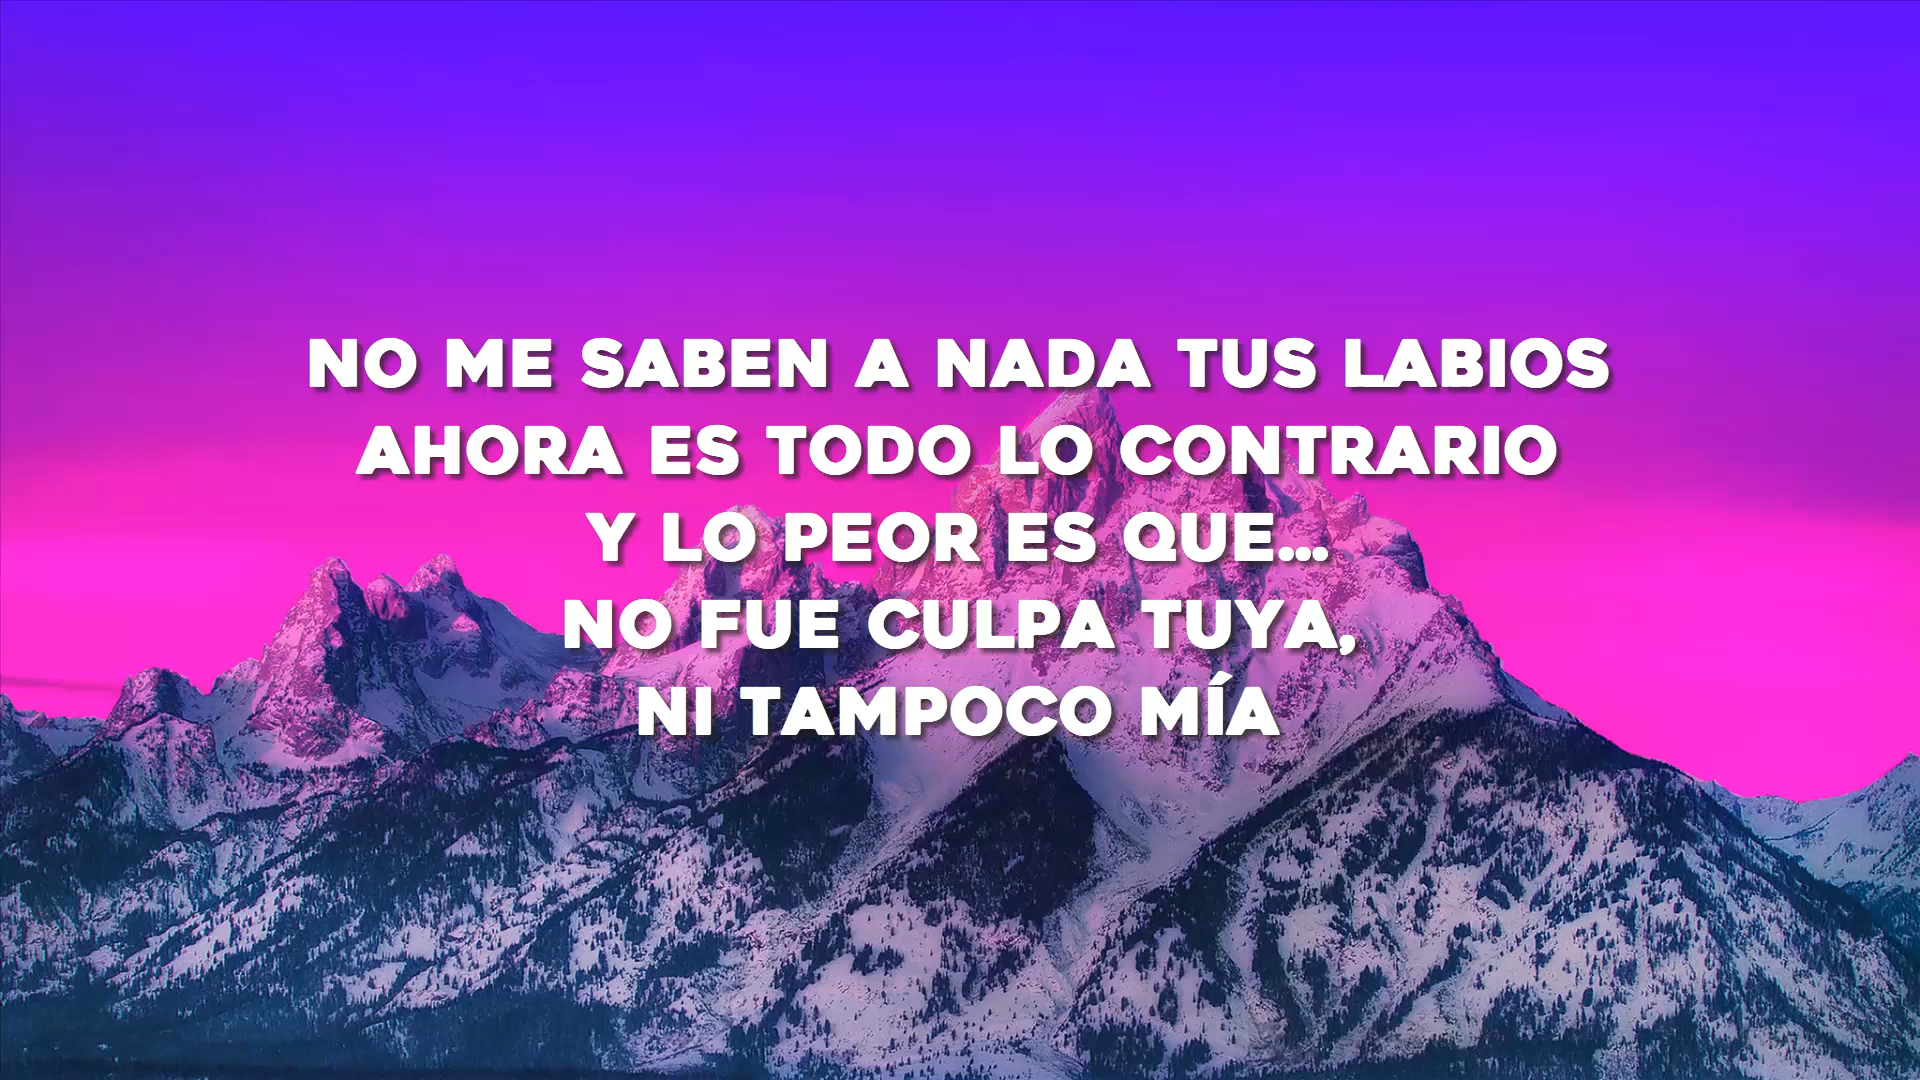 NO ME SABEN A NADA TUS LABIOS
AHORA ES TODO LO CONTRARIO
Y LO PEOR ES QUE...
NO FUE CULPA TUYA,
NI TAMPOCO MÍA